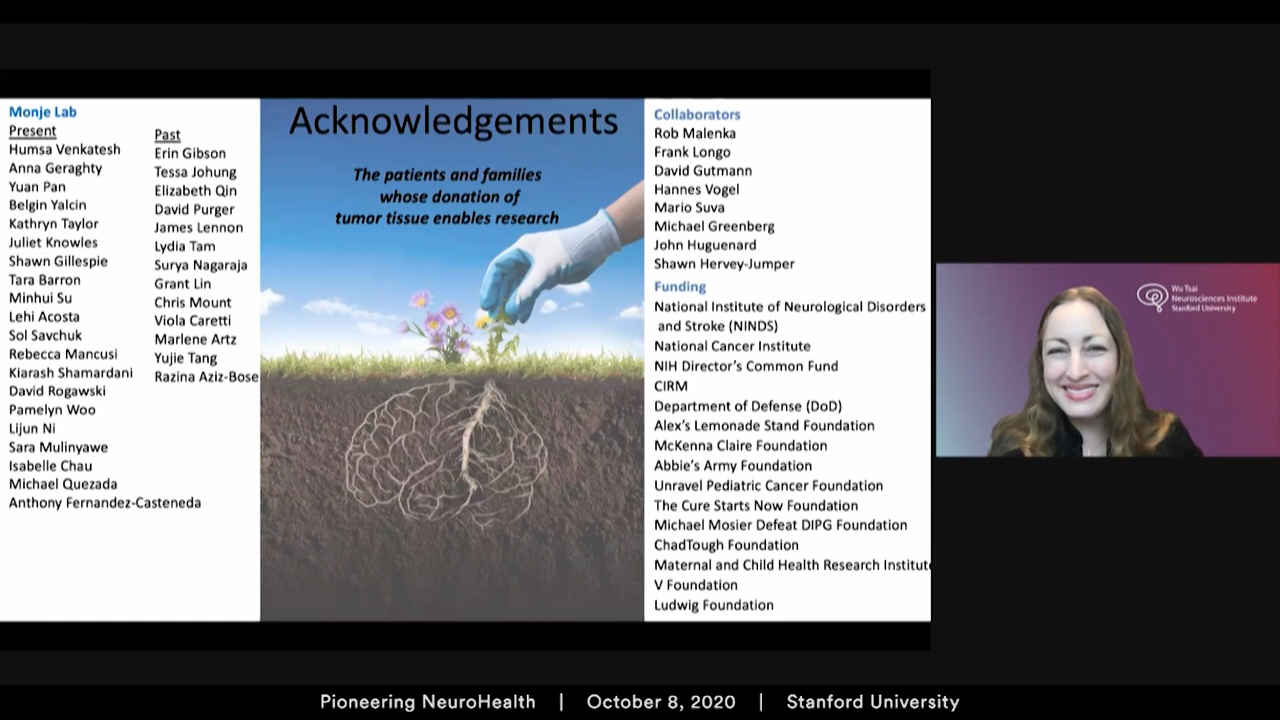 Monje Lab
Present
Humsa Venkatesh
Anna Geraghty
Yuan Pan
Belgin Yalcin
Kathryn Taylor
Juliet Knowles
Shawn Gillespie
Tara Barron
Minhui Su
Lehi Acosta
Sol Savchuk
Rebecca Mancusi
Kiarash Shamardani
David Rogawski
Pamelyn Woo
Lijun Ni
Sara Mulinyawe
Isabelle Chau
Michael Quezada
Anthony Fernandez-Casteneda
Past
Erin Gibson
Tessa Johung
Elizabeth Qin
David Purger
James Lennon
Lydia Tam
Surya Nagaraja
Grant Lin
Chris Mount
Viola Caretti
Marlene Artz
Yujie Tang
Razina Aziz-Bose
Acknowledgements
The patients and families
whose donation of
tumor tissue enables research
Collaborators
Rob Malenka
Frank Longo
David Gutmann
Hannes Vogel
Mario Suva
Michael Greenberg
John Huguenard
Shawn Hervey-Jumper
Funding
National Institute of Neurological Disorders
and Stroke (NINDS)
National Cancer Institute
NIH Director's Common Fund
CIRM
Department of Defense (DoD)
Alex's Lemonade Stand Foundation
McKenna Claire Foundation
Abbie's Army Foundation
Unravel Pediatric Cancer Foundation
The Cure Starts Now Foundation
Michael Mosier Defeat DIPG Foundation
ChadTough Foundation
Maternal and Child Health Research Institute
V Foundation
Ludwig Foundation
Wu Tsai
Neurosciences Institute
Stanford University
Pioneering NeuroHealth | October 8, 2020 | Stanford University